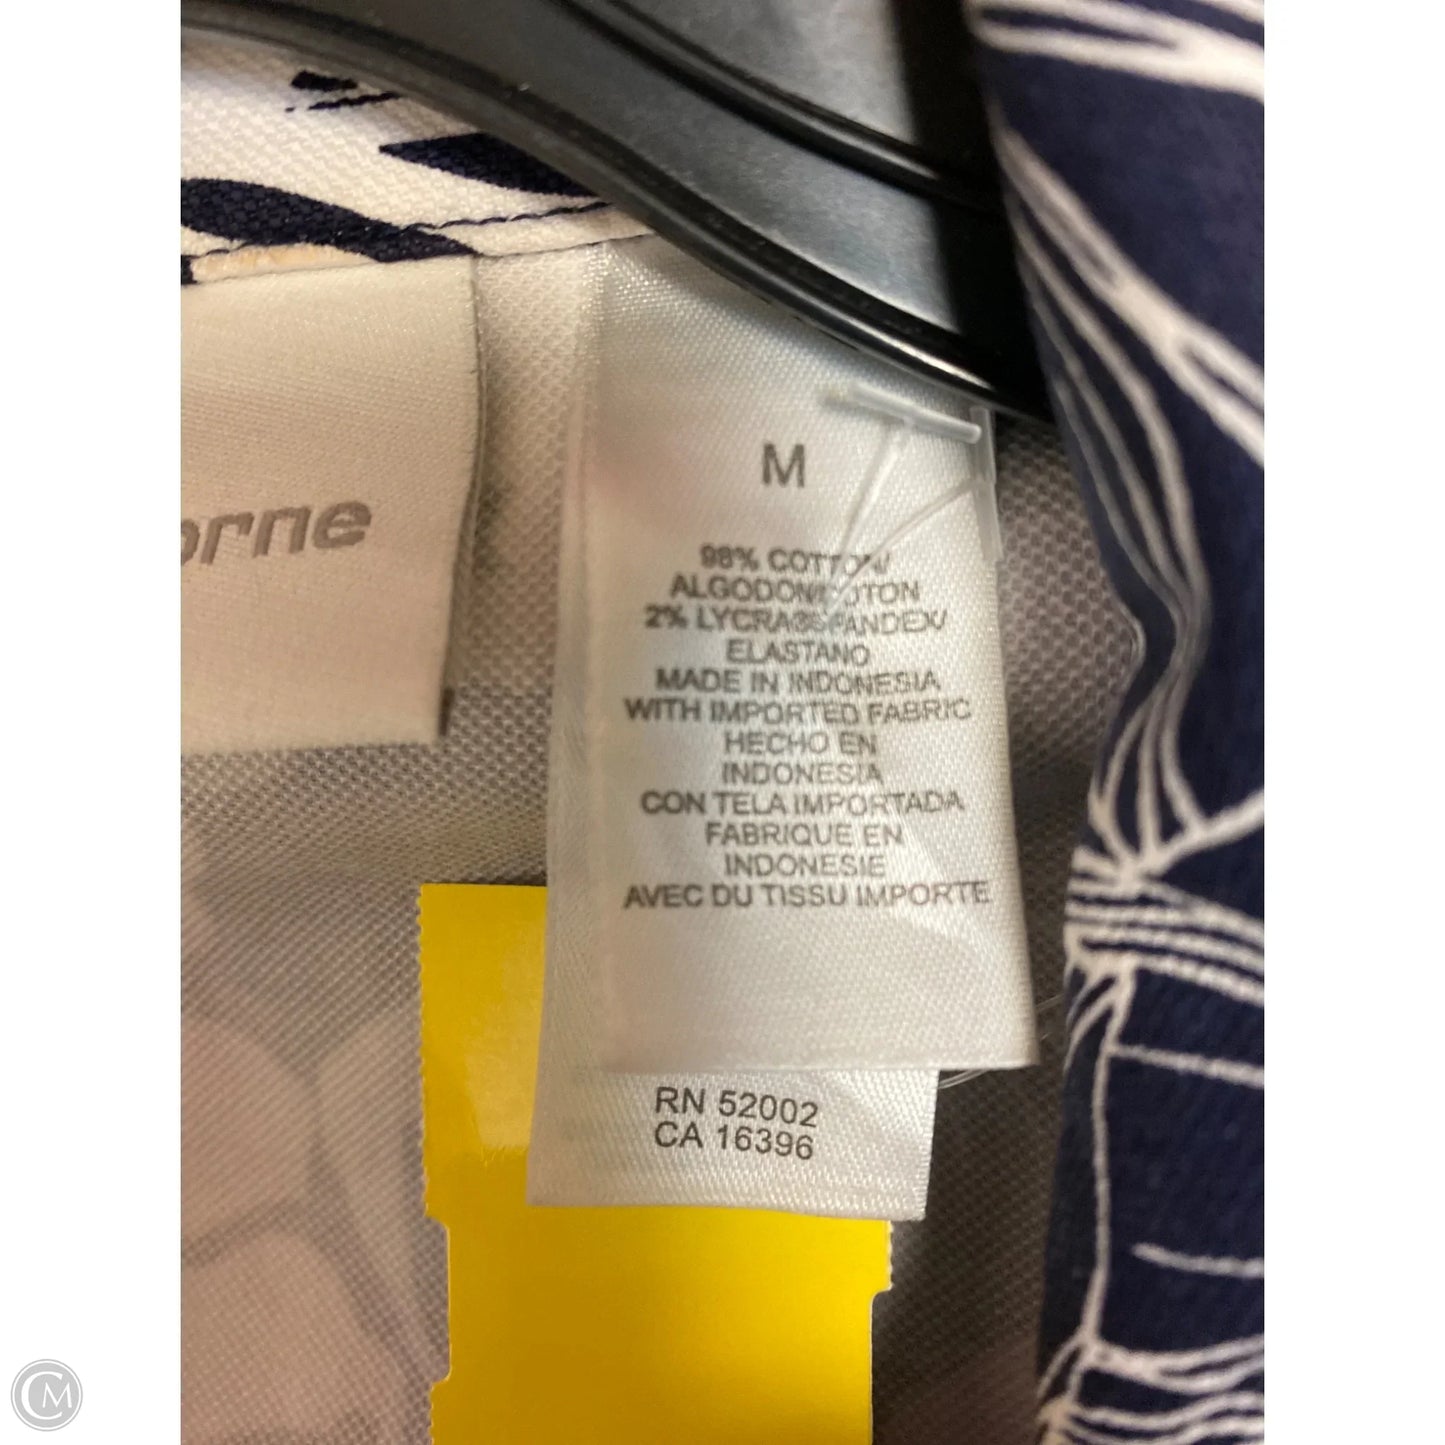 orne
M
98% COTTON/
ALGODON/COTON
2% LYCRA® SPANDEX/
ELASTANO
MADE IN INDONESIA
WITH IMPORTED FABRIC
HECHO EN
INDONESIA
CON TELA IMPORTADA
FABRIQUE EN
INDONESIE
AVEC DU TISSU IMPORTE
RN 52002
CA 16396
CM